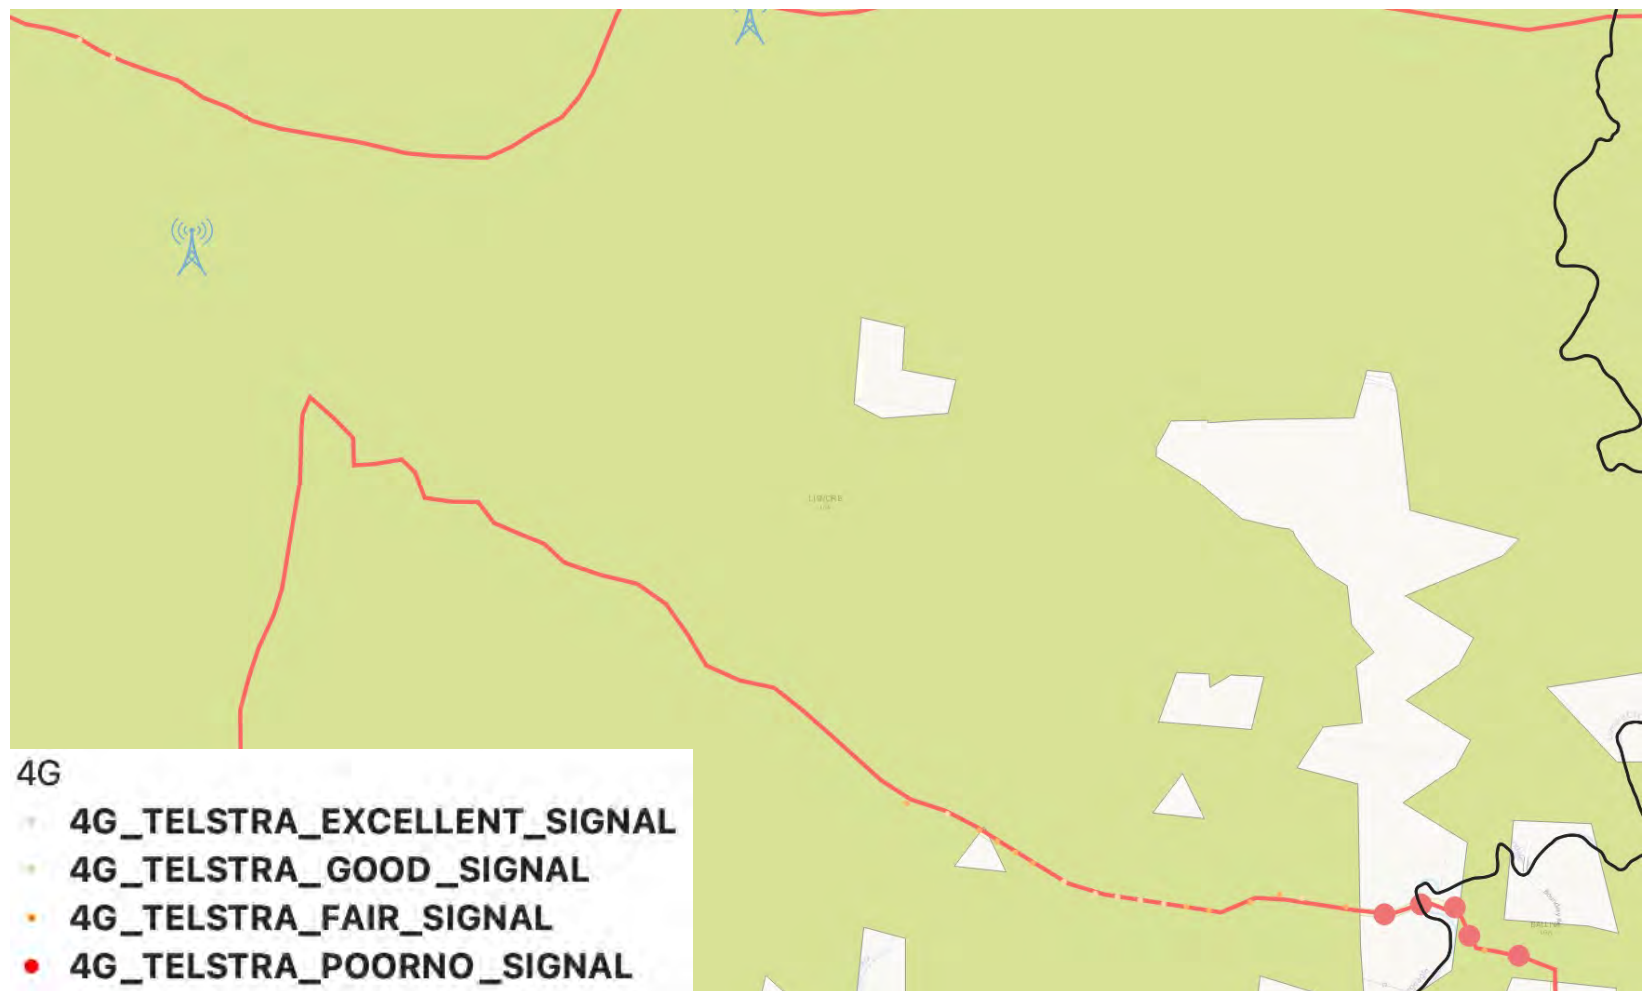 4G
4G_TELSTRA_EXCELLENT_SIGNAL
4G_TELSTRA_GOOD_SIGNAL
4G_TELSTRA_FAIR_SIGNAL
4G_TELSTRA_POORNO_SIGNAL